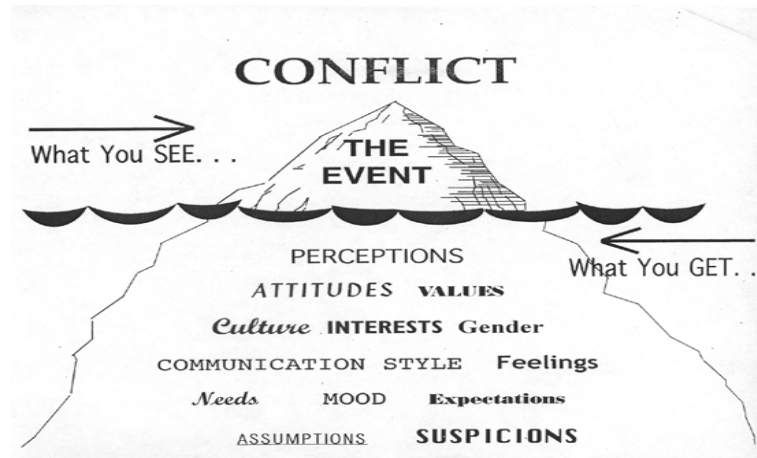 CONFLICT
What You SEE. . .
THE
EVENT
What You GET. .
PERCEPTIONS
ATTITUDES VALUES
Culture INTERESTS Gender
COMMUNICATION STYLE Feelings
Needs MOOD Expectations
ASSUMPTIONS SUSPICIONS